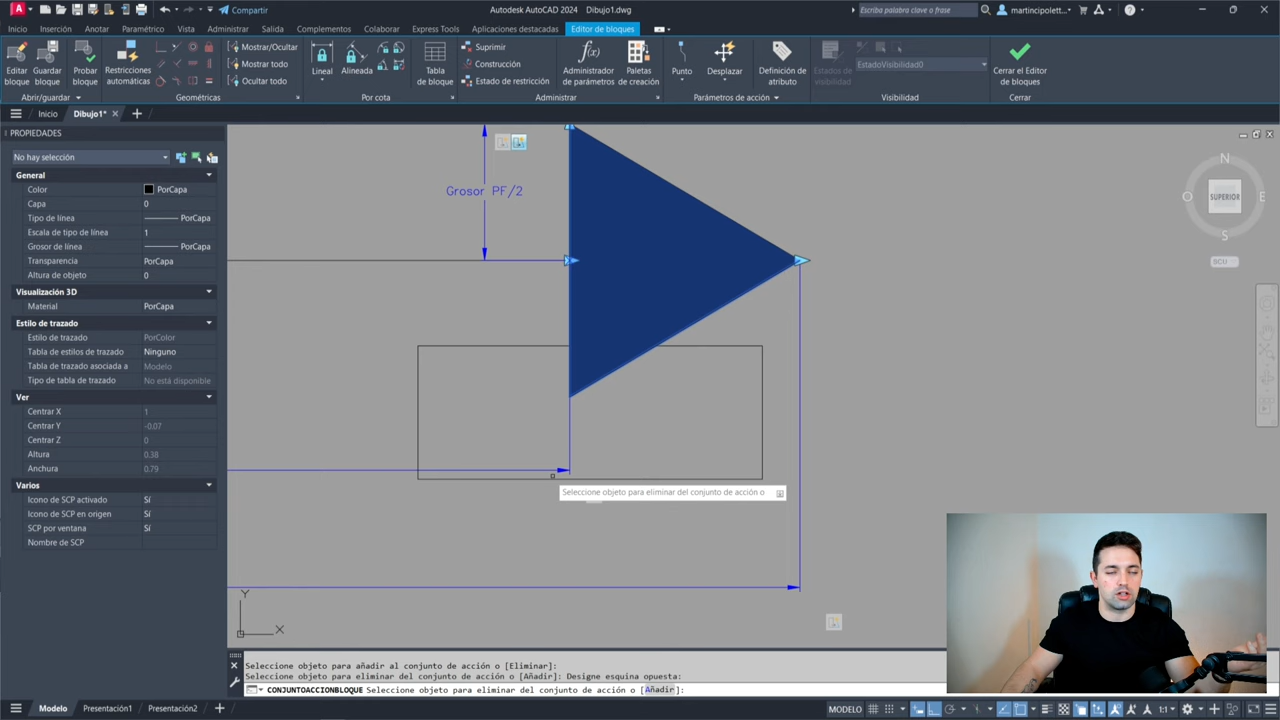 A Compartir Autodesk AutoCAD 2024 Dibujo1.dwg Escriba palabra clave o frase martincipolett...
Inicio Inserción Anotar Paramétrico Vista Administrar Salida Complementos Colaborar Express Tools Aplicaciones destacadas Editor de bloques
Editar bloque Guardar bloque Probar bloque Restricciones automáticas Mostrar/Ocultar Mostrar todo Ocultar todo Lineal Alineada Tabla de bloque Suprimir Construcción Estado de restricción Administrador de parámetros Paletas de creación Punto Desplazar Definición de atributo Estados de visibilidad EstadoVisibilidad0 Cerrar el Editor de bloques
Abrir/guardar Geométricas Por cota Administrar Parámetros de acción Visibilidad Cerrar
Inicio Dibujo1*
PROPIEDADES
No hay selección
General
Color PorCapa
Capa 0
Tipo de línea PorCapa
Escala de tipo de línea 1
Grosor de línea PorCapa
Transparencia PorCapa
Altura de objeto 0
Visualización 3D
Material PorCapa
Estilo de trazado
Estilo de trazado PorColor
Tabla de estilos de trazado Ninguno
Tabla de trazado asociada a Modelo
Tipo de tabla de trazado No está disponible
Ver
Centrar X 1
Centrar Y -0.07
Centrar Z 0
Altura 0.38
Anchura 0.79
Varios
Icono de SCP activado Sí
Icono de SCP en origen Sí
SCP por ventana Sí
Nombre de SCP
Grosor PF/2
N
O SUPERIOR E
S
SCU
Seleccione objeto para eliminar del conjunto de acción o
Y
X
Seleccione objeto para añadir al conjunto de acción o [Eliminar]:
Seleccione objeto para eliminar del conjunto de acción o [Añadir]: Designe esquina opuesta:
CONJUNTOACCIONBLOQUE Seleccione objeto para eliminar del conjunto de acción o [Añadir]:
Modelo Presentación1 Presentación2 MODELO 1:1